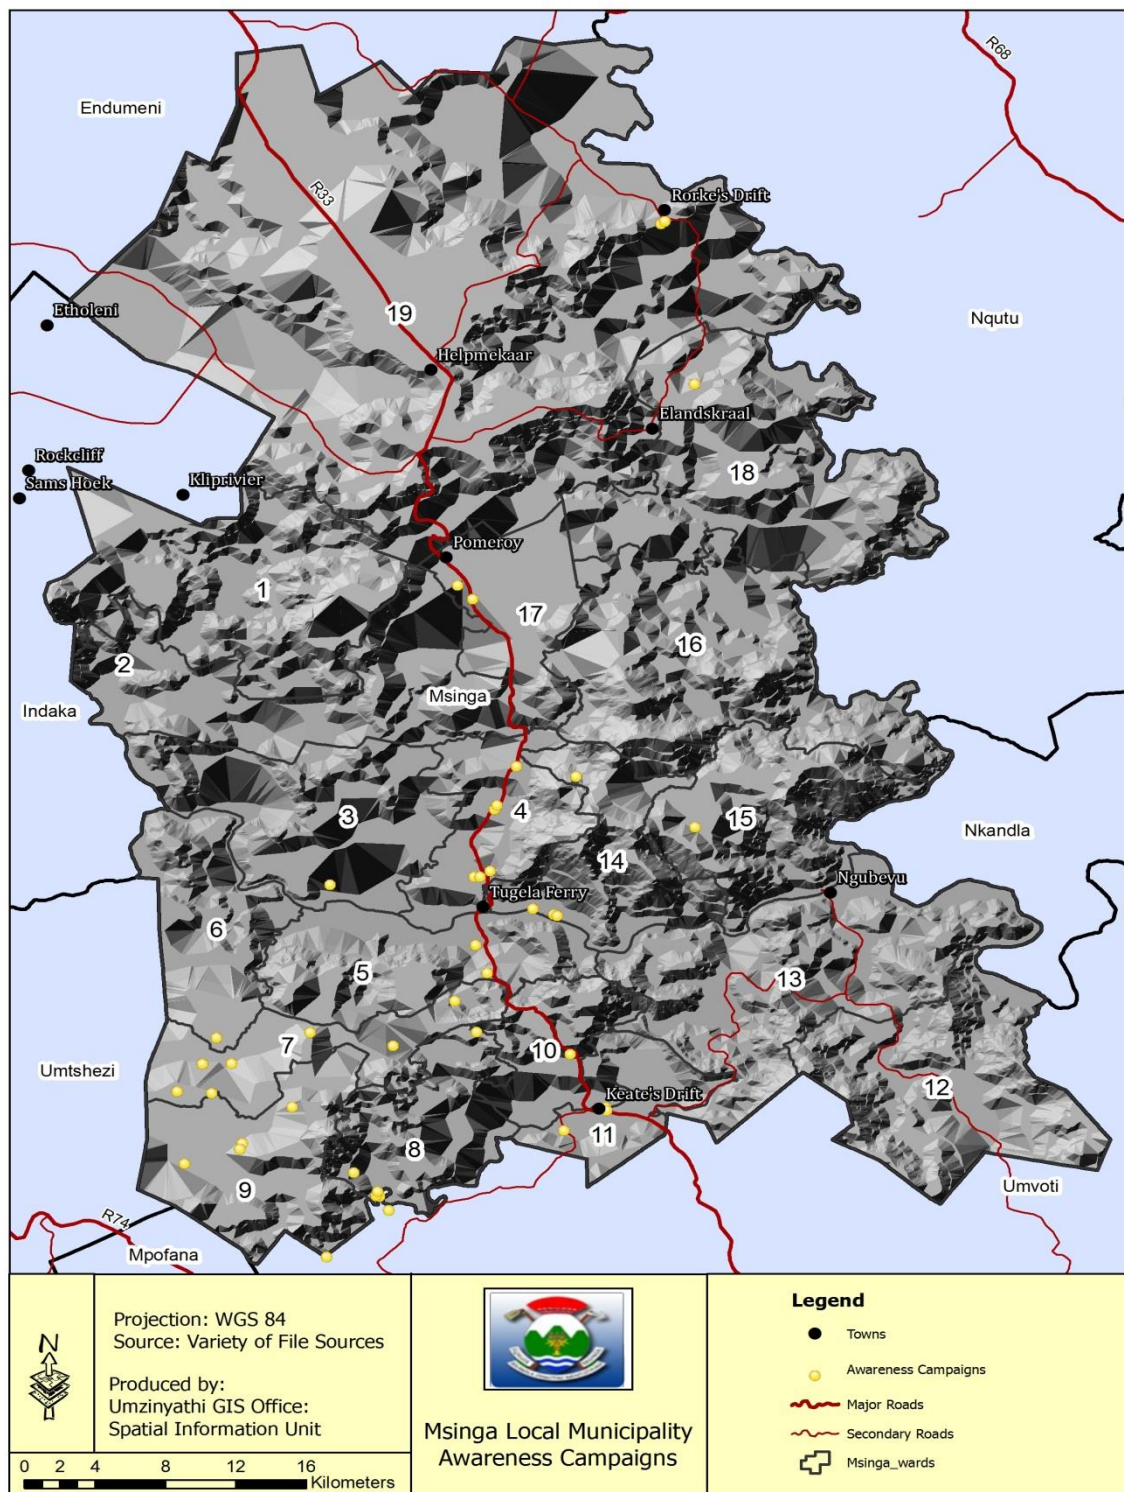 R68
Endumeni
R33
Rorke's Drift
19
Nqutu
Etholeni
Helpmekaar
Elandskraal
Rockcliff
Sams Hoek
Kliprivier
18
Pomeroy
1
17
16
2
Msinga
Indaka
3
4
15
Nkandla
14
Tugela Ferry
Ngubevu
6
5
13
7
10
Umtshezi
12
Keate's Drift
11
8
9
Umvoti
R74
Mpofana
N
Projection: WGS 84
Source: Variety of File Sources
Produced by:
Umzinyathi GIS Office:
Spatial Information Unit
0 2 4 8 12 16
Kilometers
Msinga Local Municipality
Awareness Campaigns
Legend
Towns
Awareness Campaigns
Major Roads
Secondary Roads
Msinga_wards